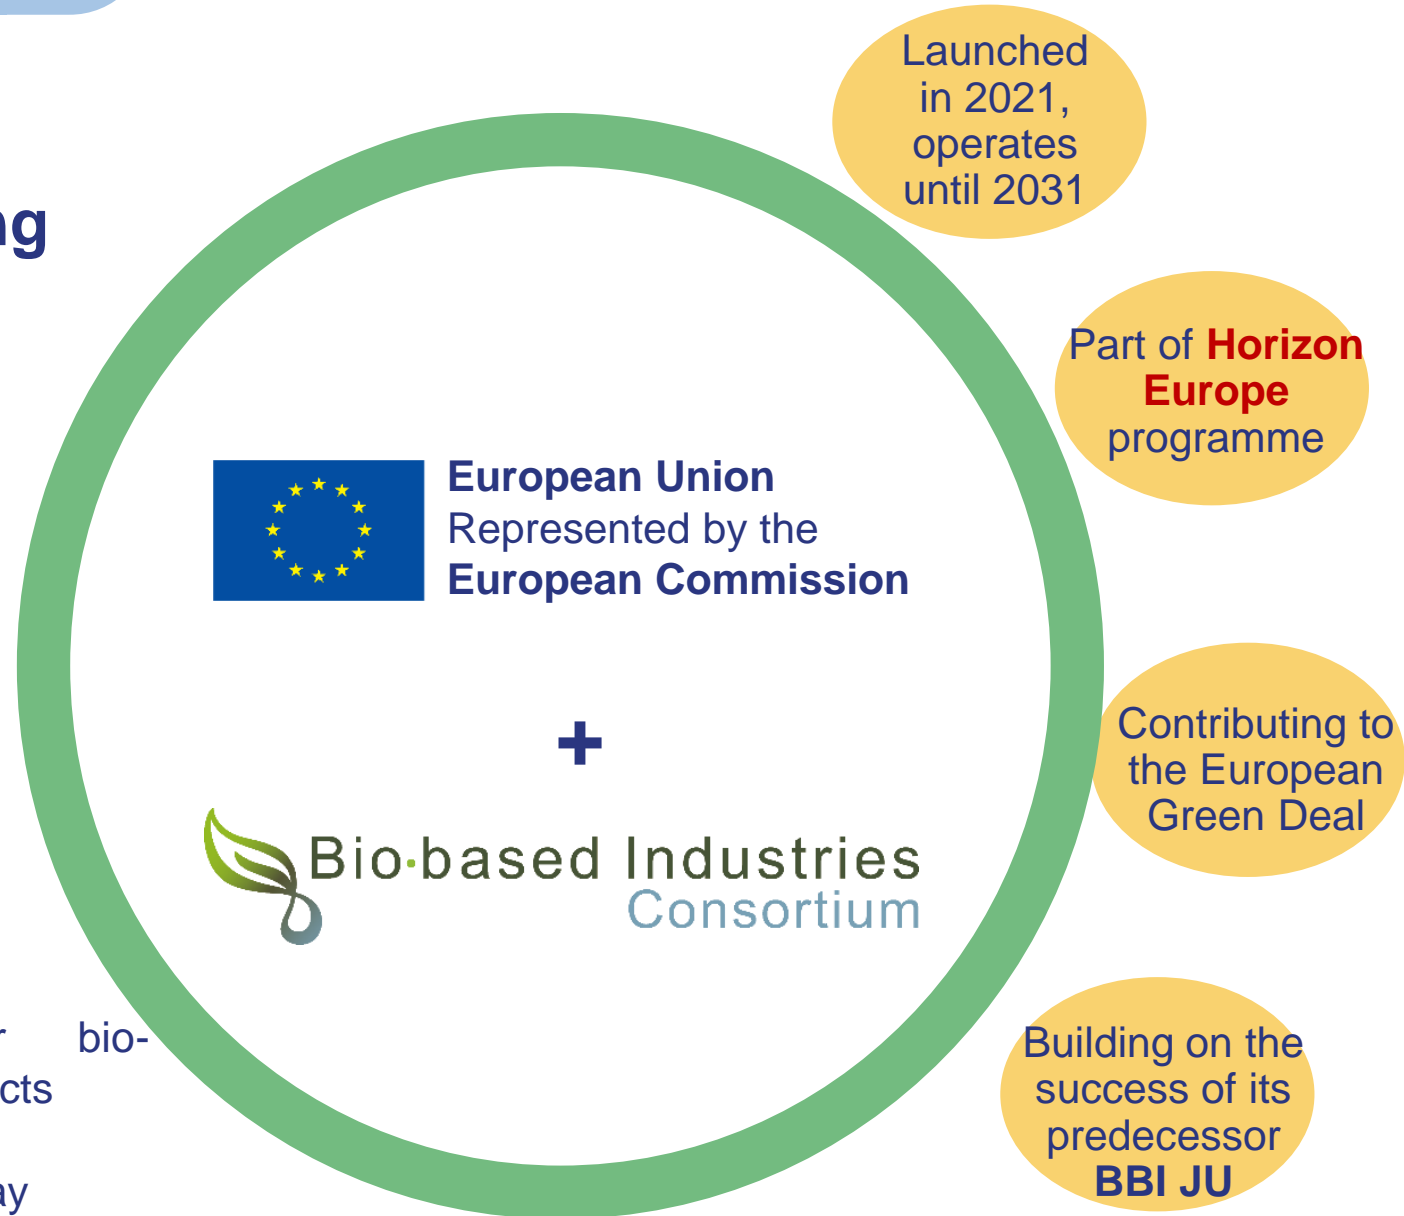 Launched
in 2021,
operates
until 2031
ng
Part of Horizon
Europe
programme
European Union
Represented by the
European Commission
+
Contributing to
the European
Green Deal
Bio-based Industries
Consortium
r bio-
cts
ay
Building on the
success of its
predecessor
BBI JU